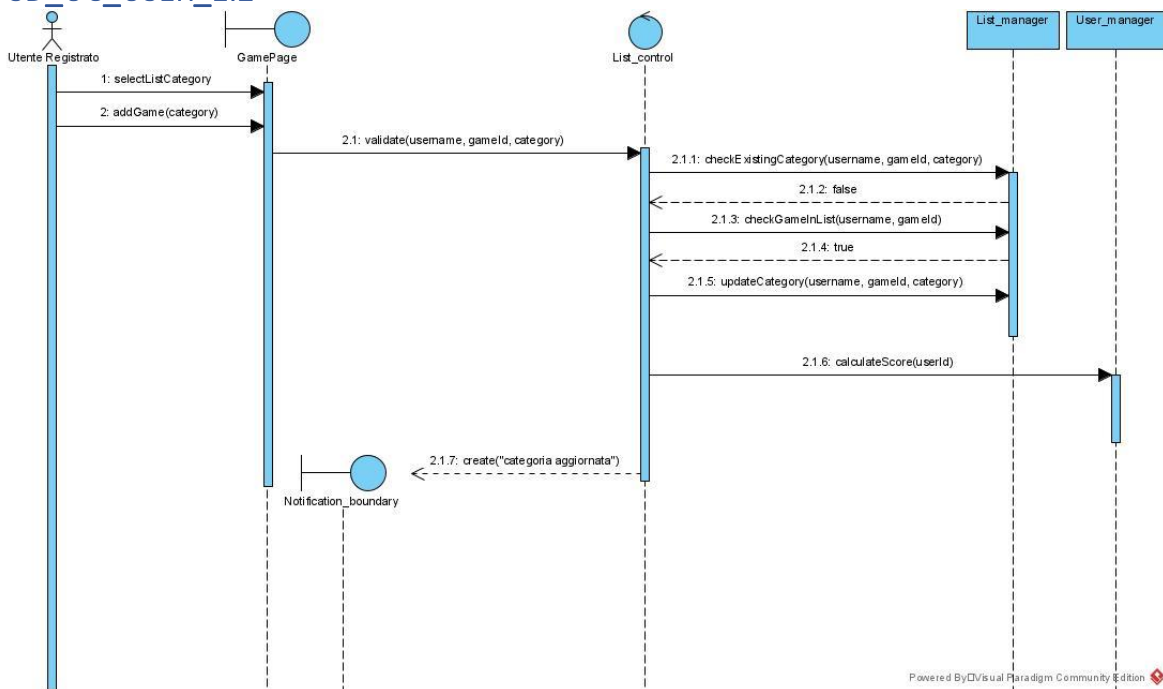 Utente Registrato
GamePage
List_control
List_manager
User_manager
1: selectListCategory
2: addGame(category)
2.1: validate(username, gameId, category)
2.1.1: checkExistingCategory(username, gameId, category)
2.1.2: false
2.1.3: checkGameInList(username, gameId)
2.1.4: true
2.1.5: updateCategory(username, gameId, category)
2.1.6: calculateScore(userId)
2.1.7: create("categoria aggiornata")
Notification_boundary
Powered By Visual Paradigm Community Edition